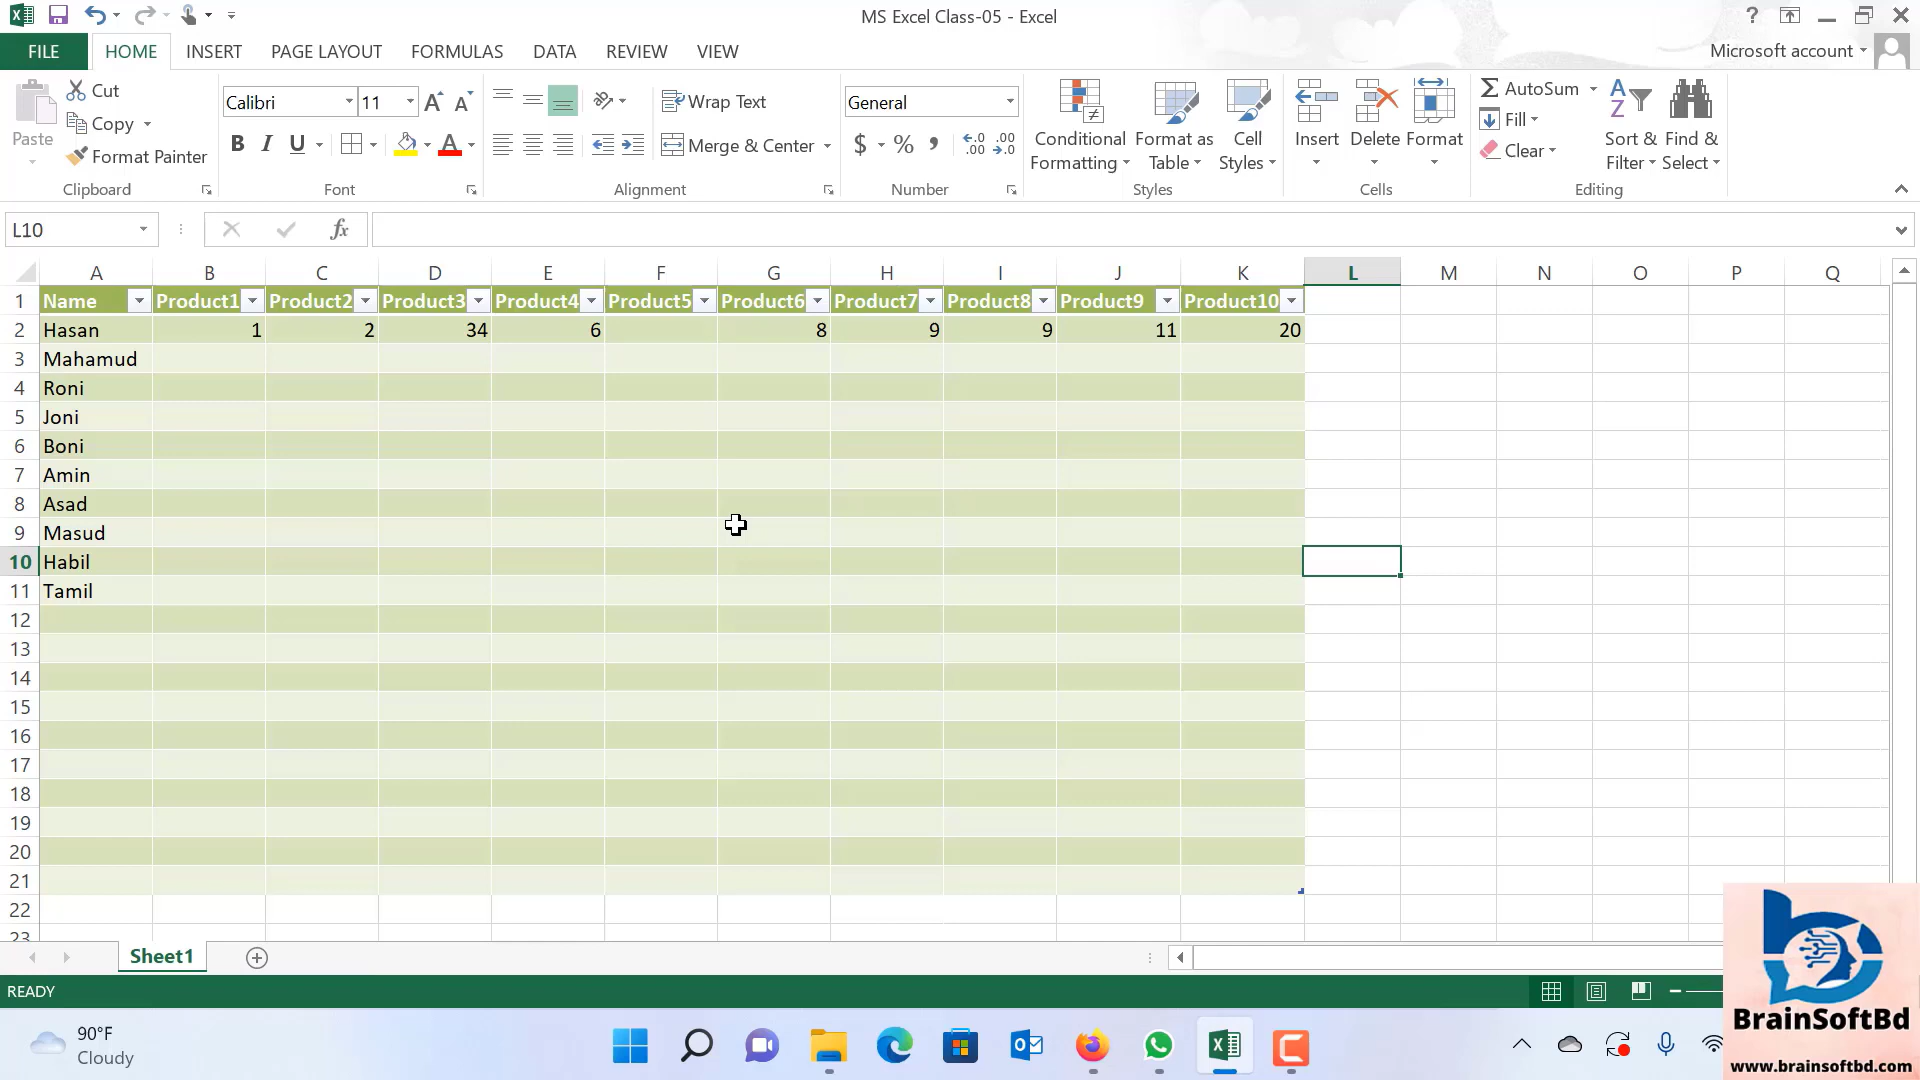 MS Excel Class-05 - Excel
?
FILE HOME INSERT PAGE LAYOUT FORMULAS DATA REVIEW VIEW Microsoft account
Paste
Cut
Copy
Format Painter
Clipboard
Calibri 11
B I U
Font
Wrap Text
Merge & Center
Alignment
General
$ % ,
Number
Conditional Formatting
Format as Table
Cell Styles
Styles
Insert Delete Format
Cells
AutoSum
Fill
Clear
Sort & Filter
Find & Select
Editing
L10 fx
A B C D E F G H I J K L M N O P Q
1 Name Product1 Product2 Product3 Product4 Product5 Product6 Product7 Product8 Product9 Product10
2 Hasan 1 2 34 6 8 9 9 11 20
3 Mahamud
4 Roni
5 Joni
6 Boni
7 Amin
8 Asad
9 Masud
10 Habil
11 Tamil
12
13
14
15
16
17
18
19
20
21
22
23
Sheet1
READY
90°F
Cloudy
BrainSoftBd
www.brainsoftbd.com